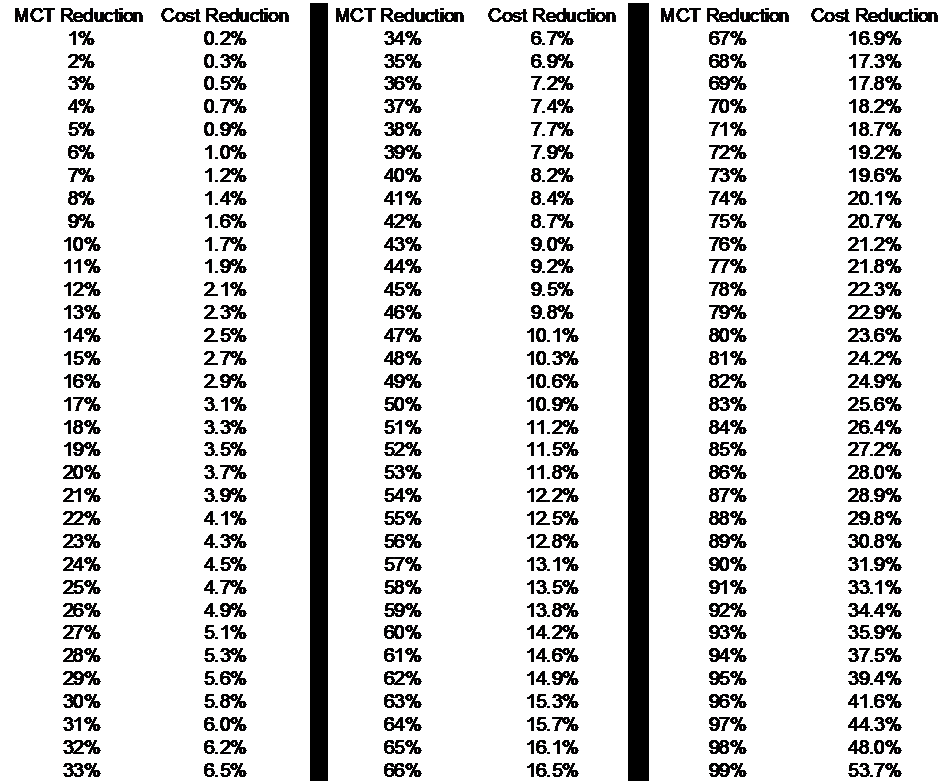 MCT Reduction Cost Reduction MCT Reduction Cost Reduction MCT Reduction Cost Reduction
1% 0.2% 34% 6.7% 67% 16.9%
2% 0.3% 35% 6.9% 68% 17.3%
3% 0.5% 36% 7.2% 69% 17.8%
4% 0.7% 37% 7.4% 70% 18.2%
5% 0.9% 38% 7.7% 71% 18.7%
6% 1.0% 39% 7.9% 72% 19.2%
7% 1.2% 40% 8.2% 73% 19.6%
8% 1.4% 41% 8.4% 74% 20.1%
9% 1.6% 42% 8.7% 75% 20.7%
10% 1.7% 43% 9.0% 76% 21.2%
11% 1.9% 44% 9.2% 77% 21.8%
12% 2.1% 45% 9.5% 78% 22.3%
13% 2.3% 46% 9.8% 79% 22.9%
14% 2.5% 47% 10.1% 80% 23.6%
15% 2.7% 48% 10.3% 81% 24.2%
16% 2.9% 49% 10.6% 82% 24.9%
17% 3.1% 50% 10.9% 83% 25.6%
18% 3.3% 51% 11.2% 84% 26.4%
19% 3.5% 52% 11.5% 85% 27.2%
20% 3.7% 53% 11.8% 86% 28.0%
21% 3.9% 54% 12.2% 87% 28.9%
22% 4.1% 55% 12.5% 88% 29.8%
23% 4.3% 56% 12.8% 89% 30.8%
24% 4.5% 57% 13.1% 90% 31.9%
25% 4.7% 58% 13.5% 91% 33.1%
26% 4.9% 59% 13.8% 92% 34.4%
27% 5.1% 60% 14.2% 93% 35.9%
28% 5.3% 61% 14.6% 94% 37.5%
29% 5.6% 62% 14.9% 95% 39.4%
30% 5.8% 63% 15.3% 96% 41.6%
31% 6.0% 64% 15.7% 97% 44.3%
32% 6.2% 65% 16.1% 98% 48.0%
33% 6.5% 66% 16.5% 99% 53.7%